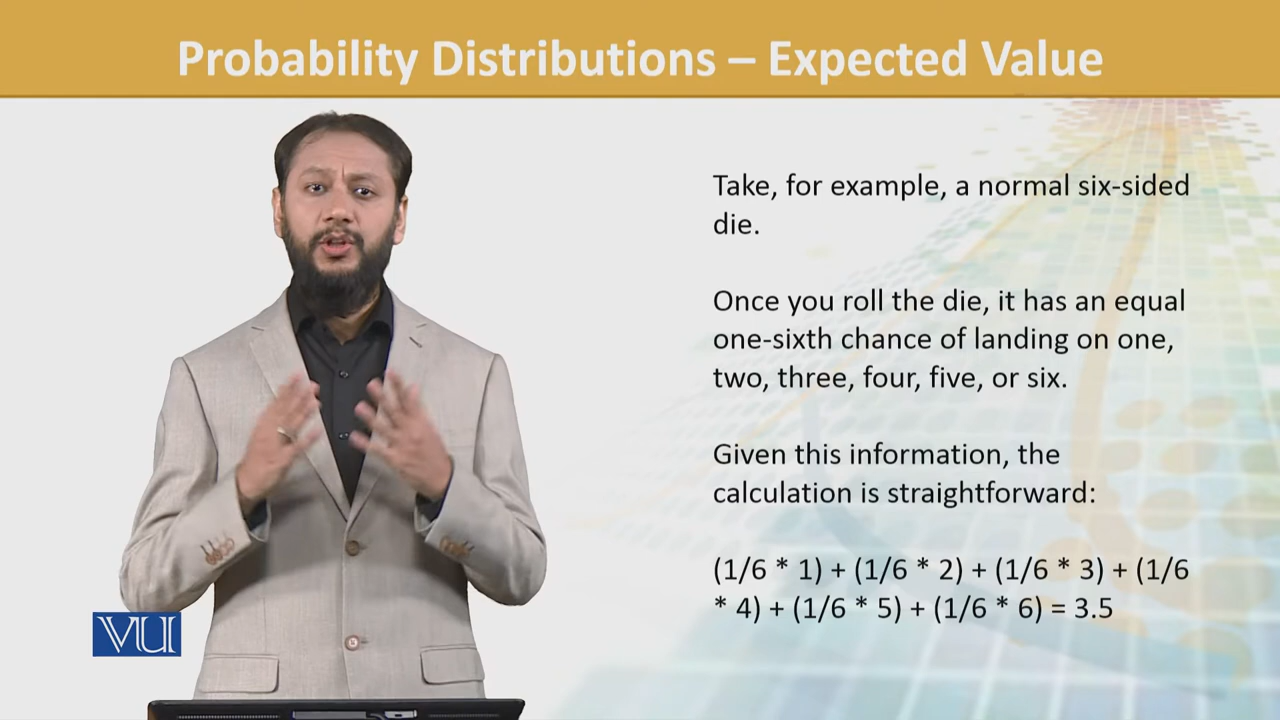 Probability Distributions – Expected Value
Take, for example, a normal six-sided
die.
Once you roll the die, it has an equal
one-sixth chance of landing on one,
two, three, four, five, or six.
Given this information, the
calculation is straightforward:
(1/6 * 1) + (1/6 * 2) + (1/6 * 3) + (1/6
* 4) + (1/6 * 5) + (1/6 * 6) = 3.5
VU